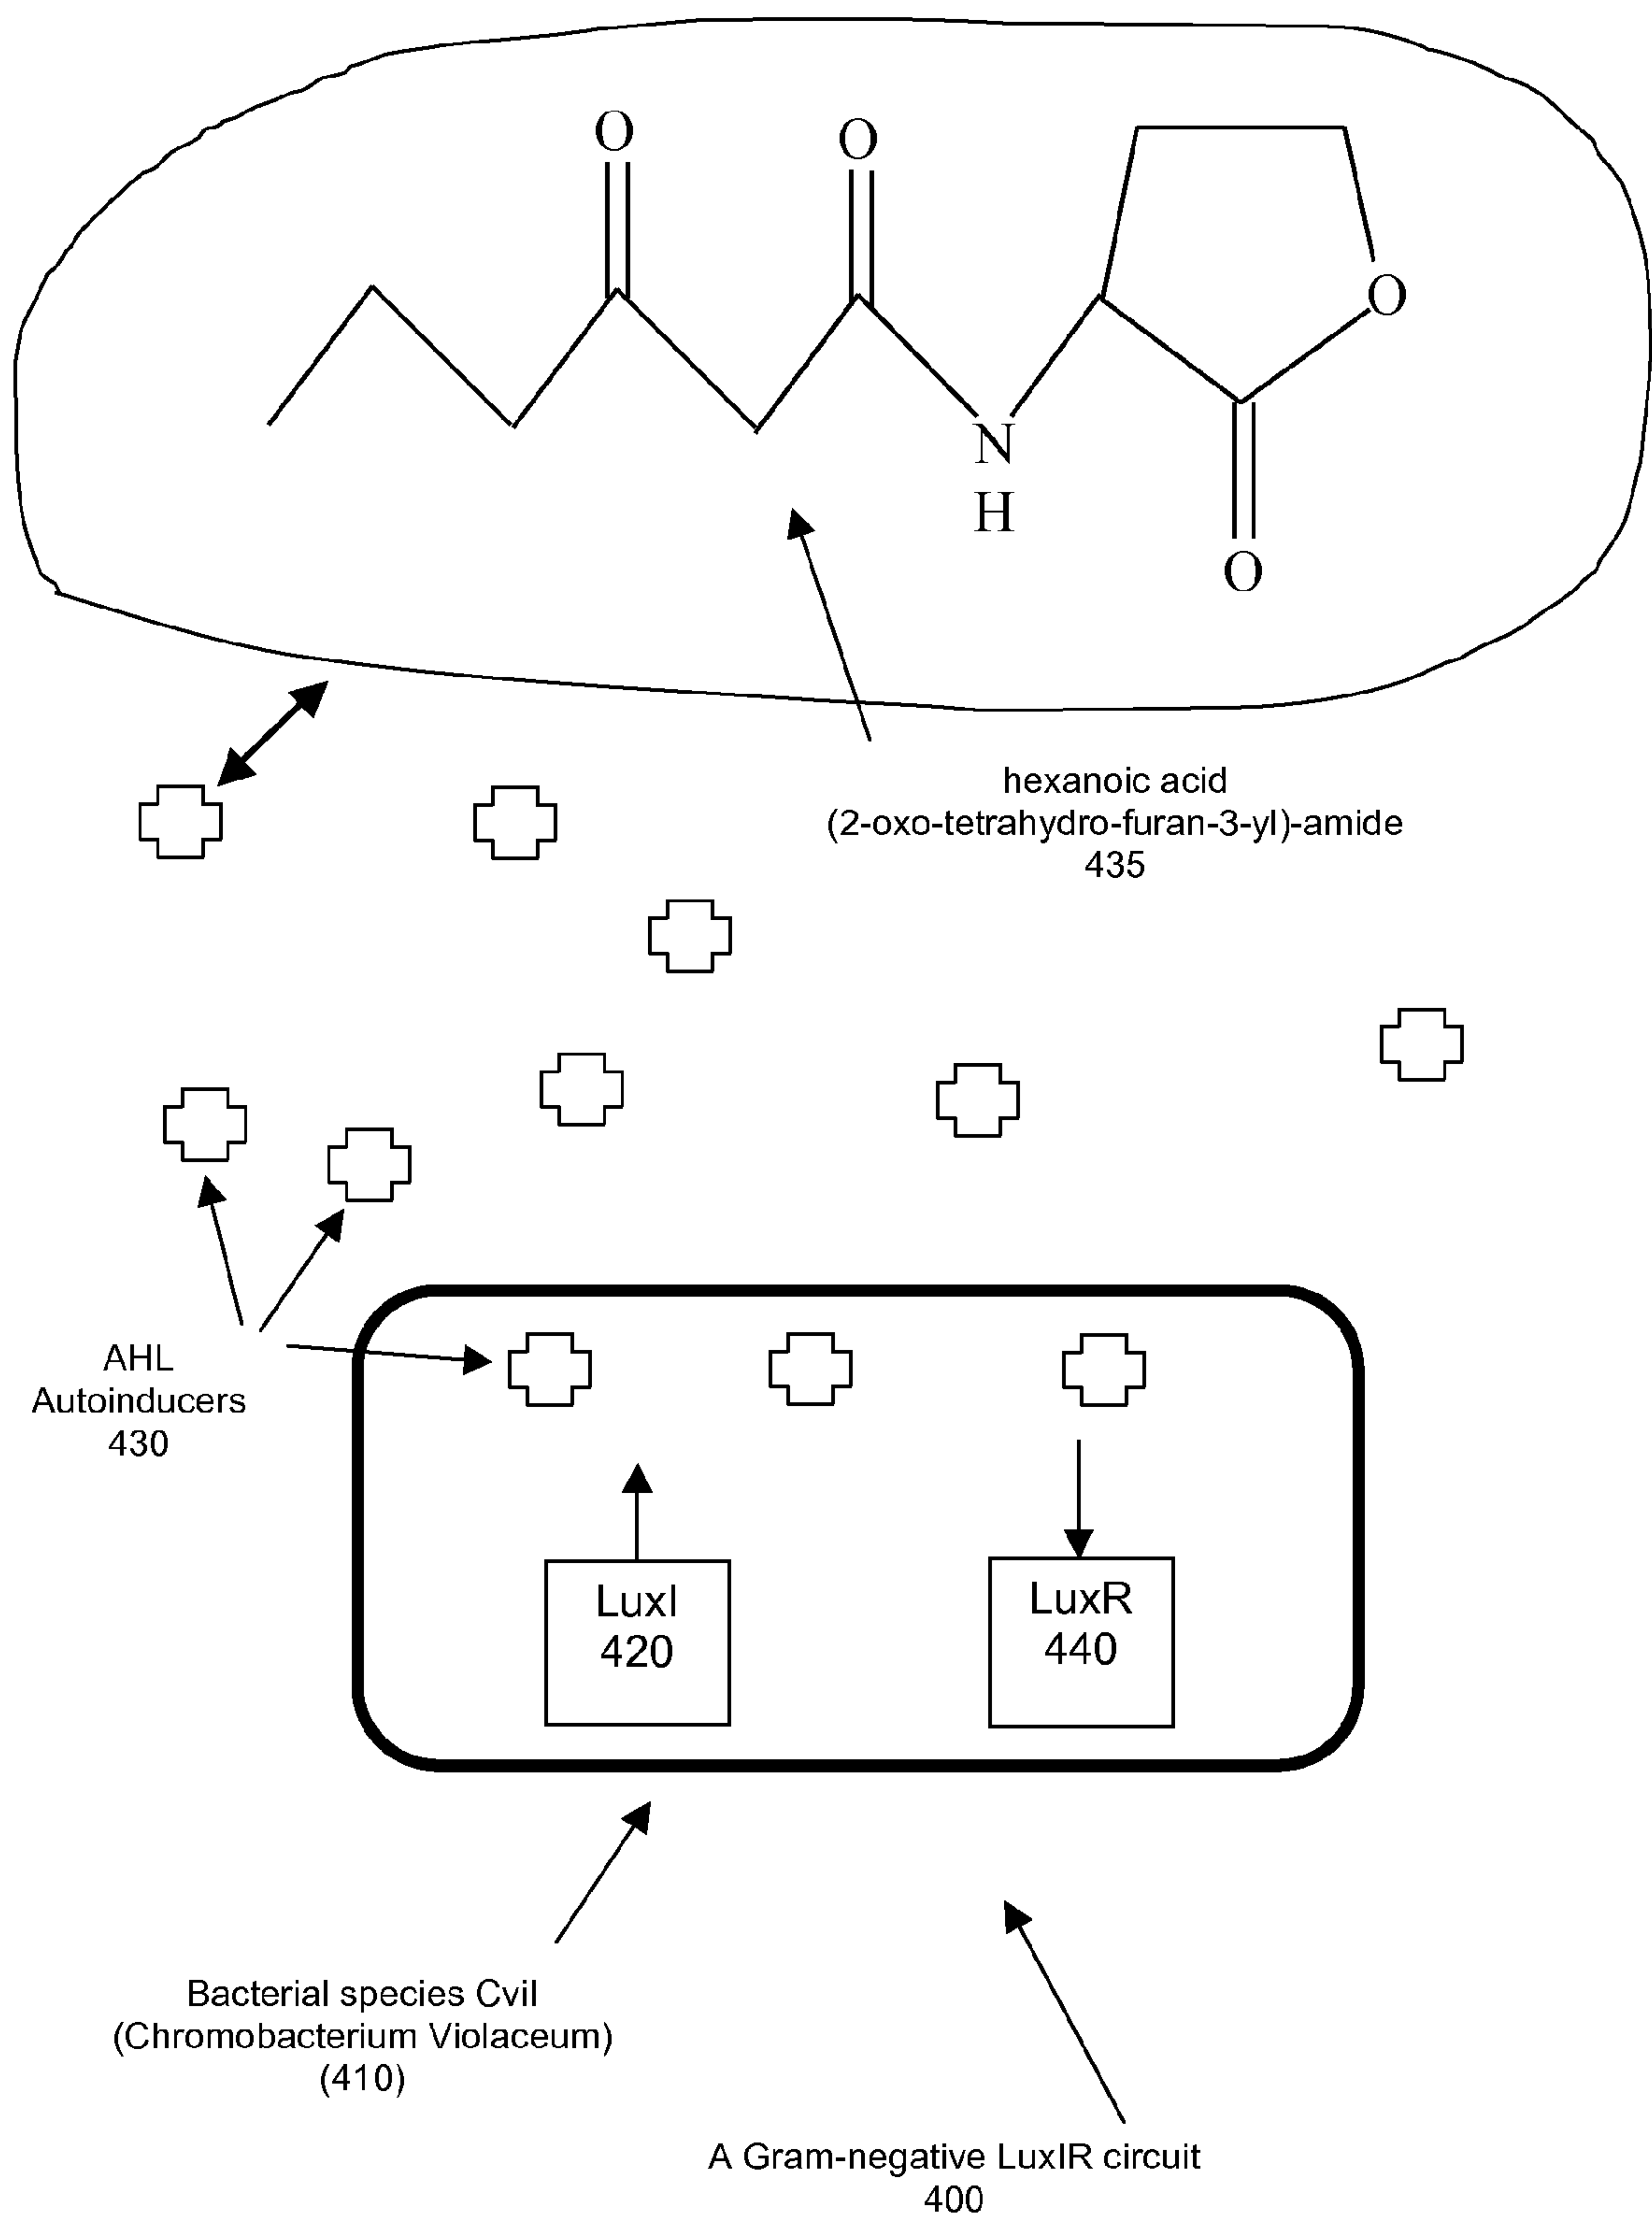 O
O
O
N
H
O
hexanoic acid
(2-oxo-tetrahydro-furan-3-yl)-amide
435
AHL
Autoinducers
430
LuxI
420
LuxR
440
Bacterial species CviI
(Chromobacterium Violaceum)
(410)
A Gram-negative LuxIR circuit
400